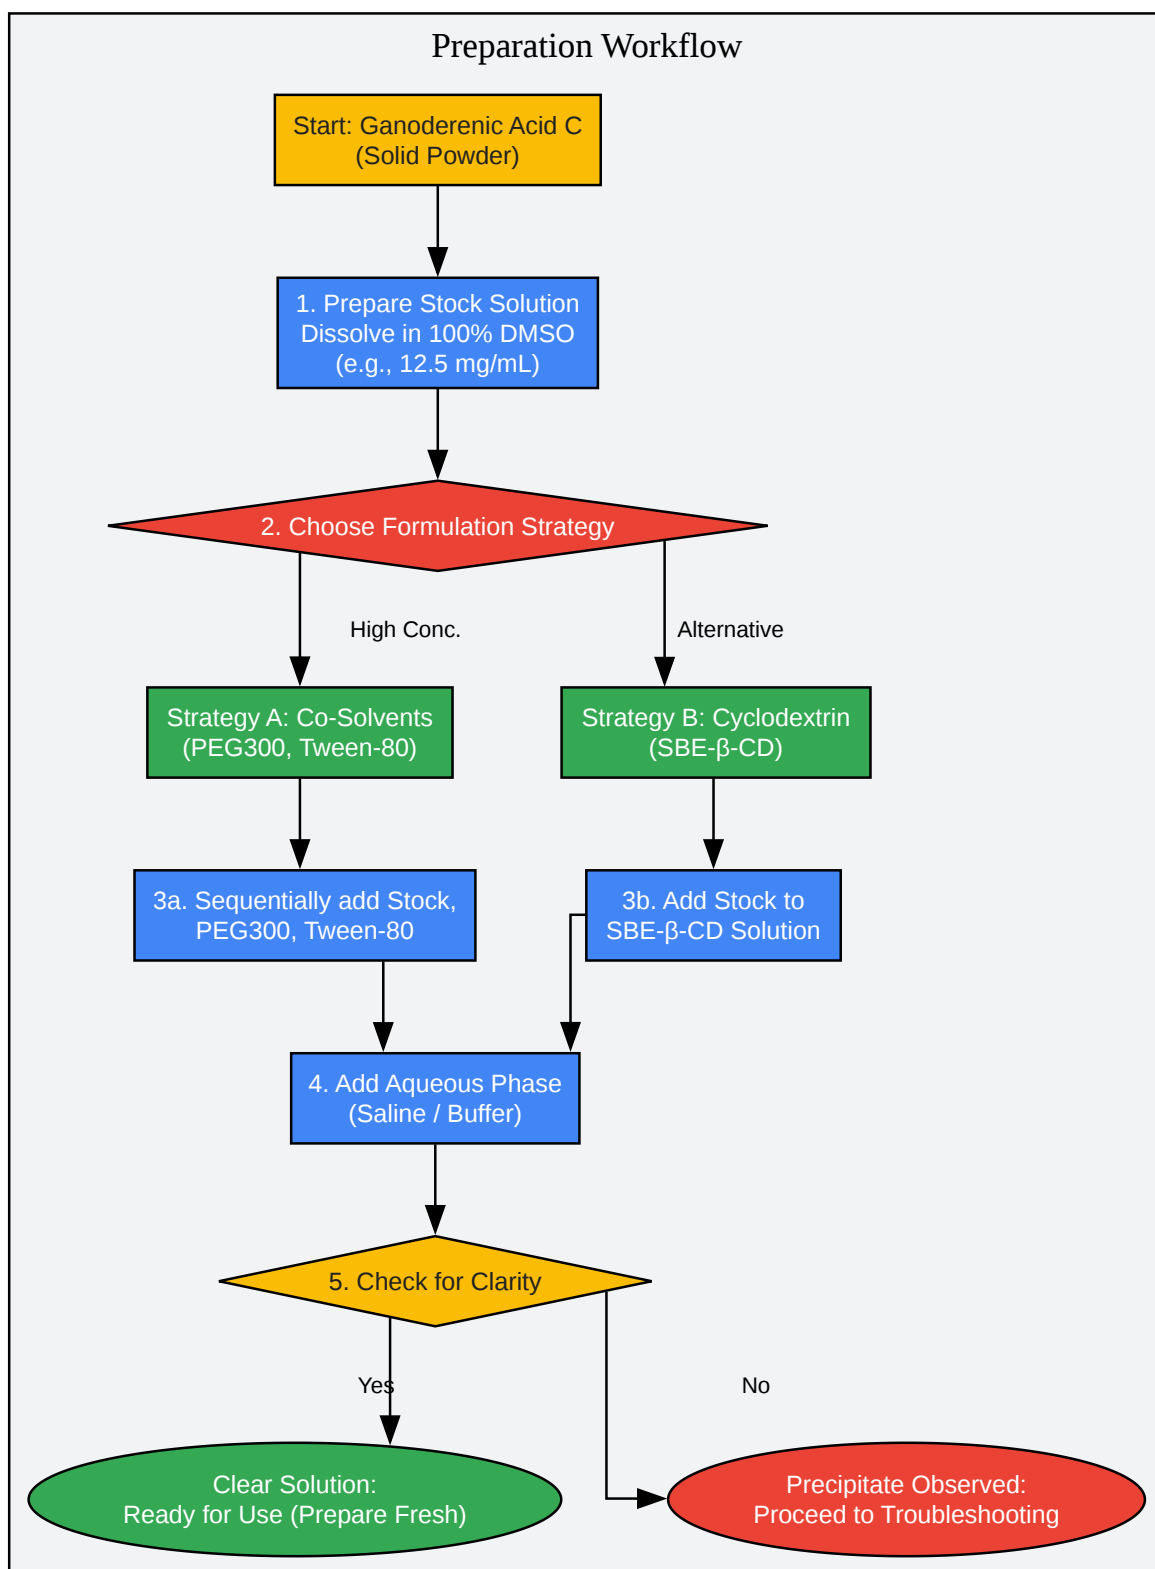 Preparation Workflow
Start: Ganoderenic Acid C
(Solid Powder)
1. Prepare Stock Solution
Dissolve in 100% DMSO
(e.g., 12.5 mg/mL)
2. Choose Formulation Strategy
High Conc.
Alternative
Strategy A: Co-Solvents
(PEG300, Tween-80)
Strategy B: Cyclodextrin
(SBE-β-CD)
3a. Sequentially add Stock,
PEG300, Tween-80
3b. Add Stock to
SBE-β-CD Solution
4. Add Aqueous Phase
(Saline / Buffer)
5. Check for Clarity
Yes
No
Clear Solution:
Ready for Use (Prepare Fresh)
Precipitate Observed:
Proceed to Troubleshooting